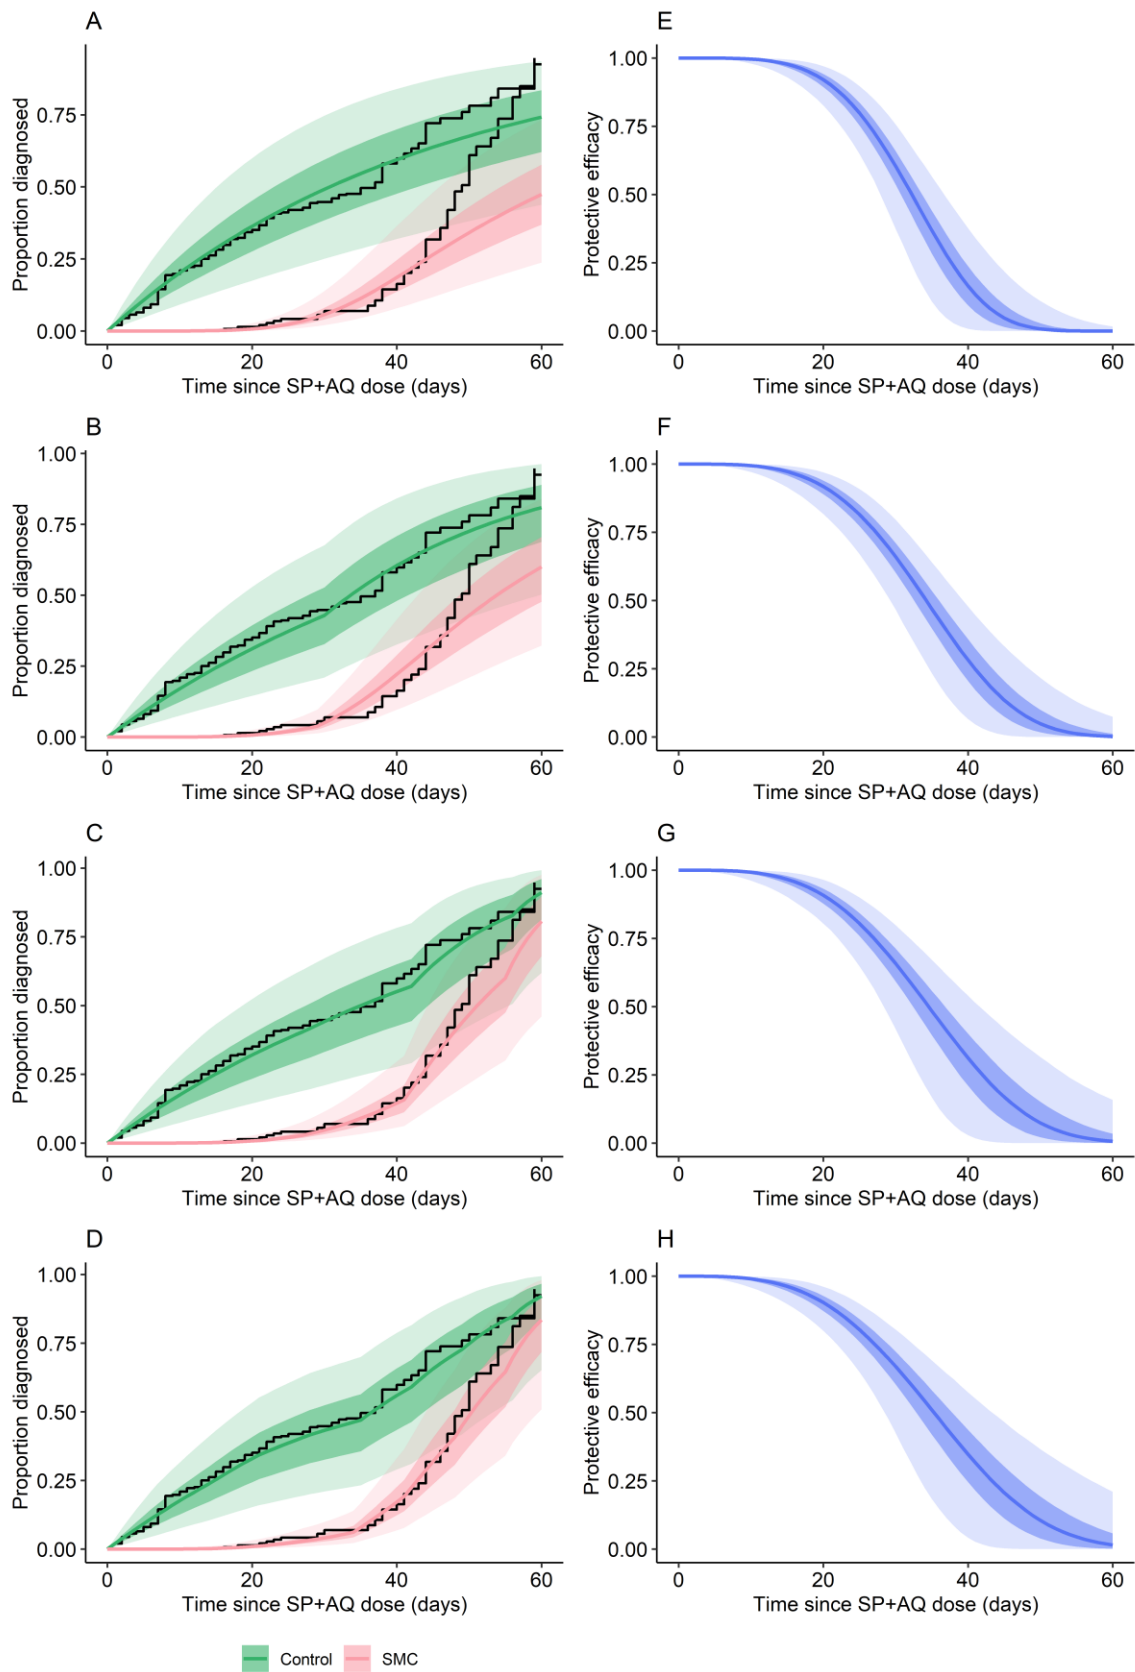 A
Proportion diagnosed
0.75
0.50
0.25
0.00
0 20 40 60
Time since SP+AQ dose (days)
E
Protective efficacy
1.00
0.75
0.50
0.25
0.00
0 20 40 60
Time since SP+AQ dose (days)
B
Proportion diagnosed
1.00
0.75
0.50
0.25
0.00
0 20 40 60
Time since SP+AQ dose (days)
F
Protective efficacy
1.00
0.75
0.50
0.25
0.00
0 20 40 60
Time since SP+AQ dose (days)
C
Proportion diagnosed
1.00
0.75
0.50
0.25
0.00
0 20 40 60
Time since SP+AQ dose (days)
G
Protective efficacy
1.00
0.75
0.50
0.25
0.00
0 20 40 60
Time since SP+AQ dose (days)
D
Proportion diagnosed
1.00
0.75
0.50
0.25
0.00
0 20 40 60
Time since SP+AQ dose (days)
H
Protective efficacy
1.00
0.75
0.50
0.25
0.00
0 20 40 60
Time since SP+AQ dose (days)
Control SMC